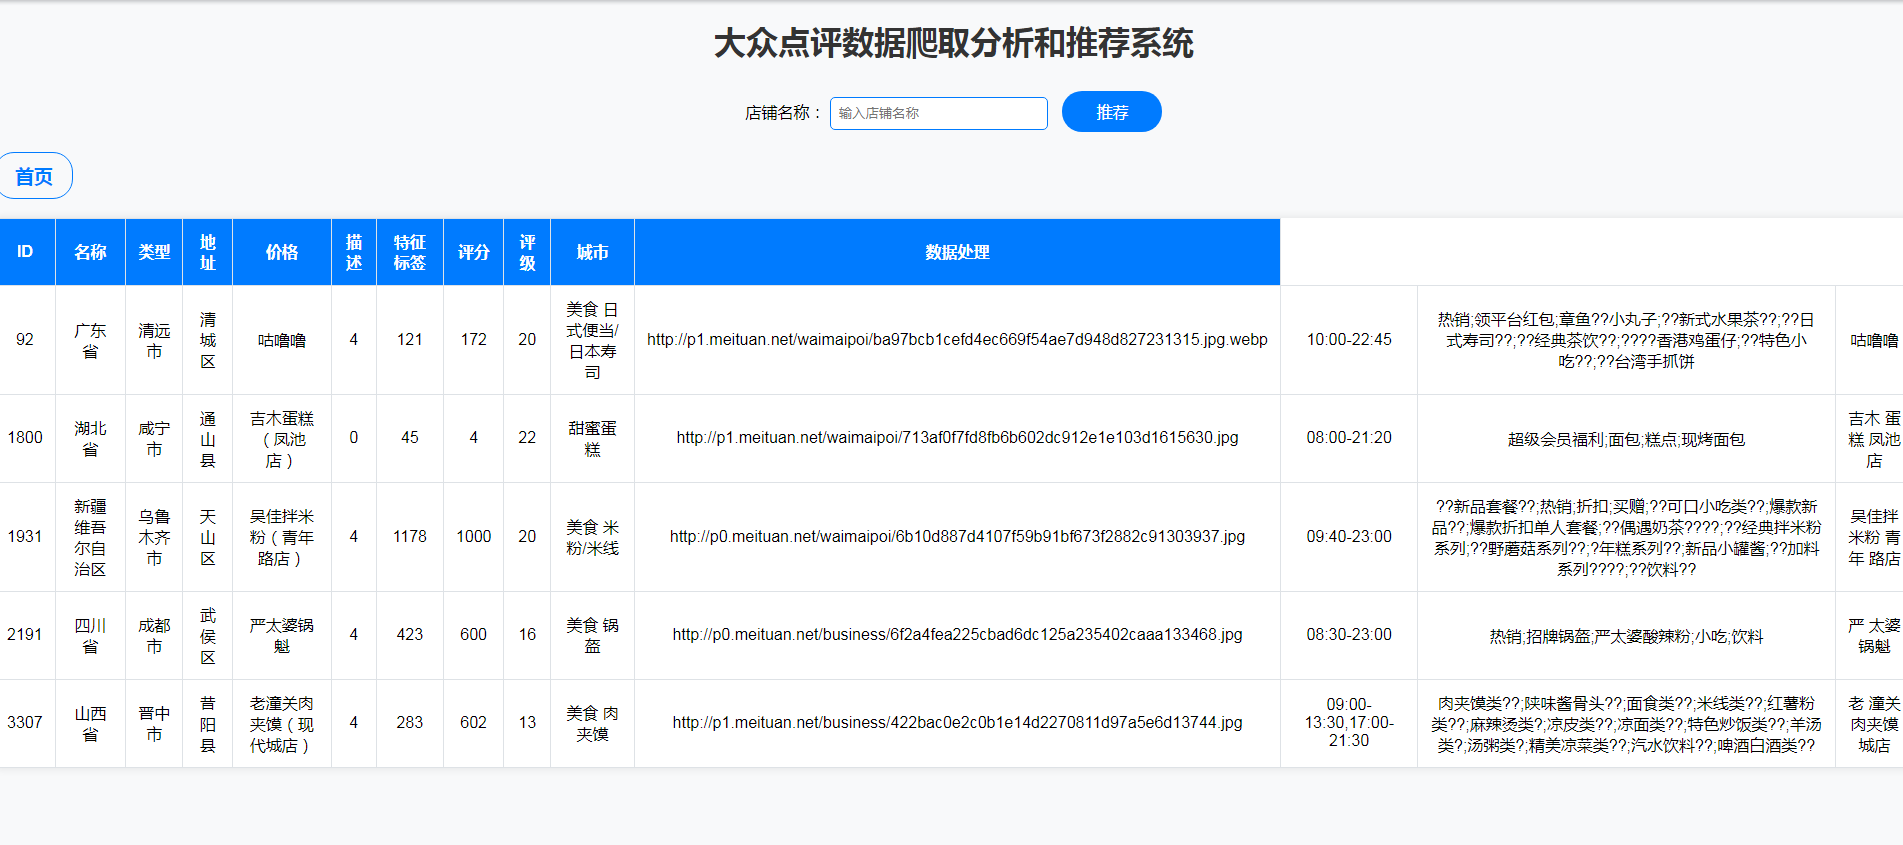 大众点评数据爬取分析和推荐系统
店铺名称： 输入店铺名称 推荐
首页
ID 名称 类型 地址 价格 描述 特征标签 评分 评级 城市 数据处理
92 广东省 清远市 清城区 咕噜噜 4 121 172 20 美食 日式便当/日本寿司 http://p1.meituan.net/waimaipoi/ba97bcb1cefd4ec669f54ae7d948d827231315.jpg.webp 10:00-22:45 热销;领平台红包;章鱼??小丸子;??新式水果茶??;??日式寿司??;??经典茶饮??;????香港鸡蛋仔;??特色小吃??;??台湾手抓饼 咕噜噜
1800 湖北省 咸宁市 通山县 吉木蛋糕（凤池店） 0 45 4 22 甜蜜蛋糕 http://p1.meituan.net/waimaipoi/713af0f7fd8fb6b602dc912e1e103d1615630.jpg 08:00-21:20 超级会员福利;面包;糕点;现烤面包 吉木 蛋糕 凤池店
1931 新疆维吾尔自治区 乌鲁木齐市 天山区 吴佳拌米粉（青年路店） 4 1178 1000 20 美食 米粉/米线 http://p0.meituan.net/waimaipoi/6b10d887d4107f59b91bf673f2882c91303937.jpg 09:40-23:00 ??新品套餐??;热销;折扣;买赠;??可口小吃类??;爆款新品??;爆款折扣单人套餐;??偶遇奶茶????;??经典拌米粉系列;??野蘑菇系列??;?年糕系列??;新品小罐酱;??加料系列????;??饮料?? 吴佳拌米粉 青年 路店
2191 四川省 成都市 武侯区 严太婆锅魁 4 423 600 16 美食 锅盔 http://p0.meituan.net/business/6f2a4fea225cbad6dc125a235402caaa133468.jpg 08:30-23:00 热销;招牌锅盔;严太婆酸辣粉;小吃;饮料 严 太婆锅魁
3307 山西省 晋中市 昔阳县 老潼关肉夹馍（现代城店） 4 283 602 13 美食 肉夹馍 http://p1.meituan.net/business/422bac0e2c0b1e14d2270811d97a5e6d13744.jpg 09:00-13:30,17:00-21:30 肉夹馍类??;陕味酱骨头??;面食类??;米线类??;红薯粉类??;麻辣烫类?;凉皮类??;凉面类??;特色炒饭类??;羊汤类?;汤粥类?;精美凉菜类??;汽水饮料??;啤酒白酒类?? 老 潼关肉夹馍 城店